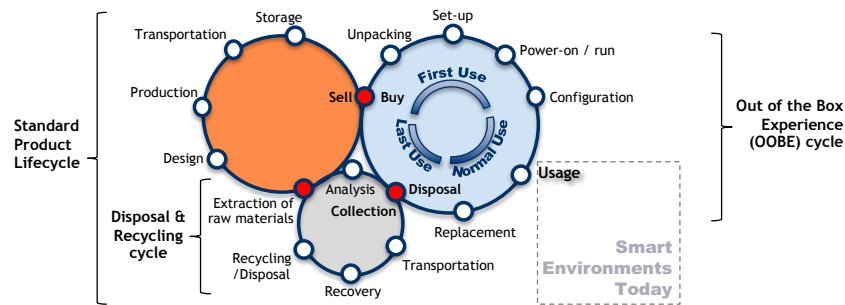 Storage
Transportation
Production
Design
Standard
Product
Lifecycle
Sell
Buy
Unpacking
Set-up
Power-on / run
Configuration
Usage
Replacement
Disposal
First Use
Normal Use
Last Use
Out of the Box
Experience
(OOBE) cycle
Disposal &
Recycling
cycle
Extraction of
raw materials
Analysis
Collection
Transportation
Recovery
Recycling
/Disposal
Smart
Environments
Today